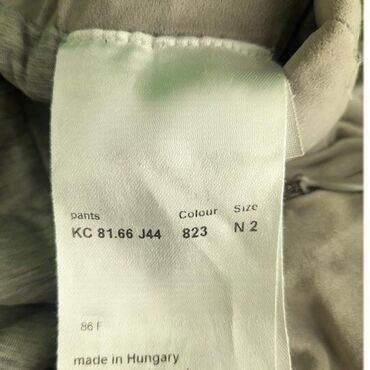 pants Colour Size
KC 81.66 J44 823 N 2
86 F
made in Hungary